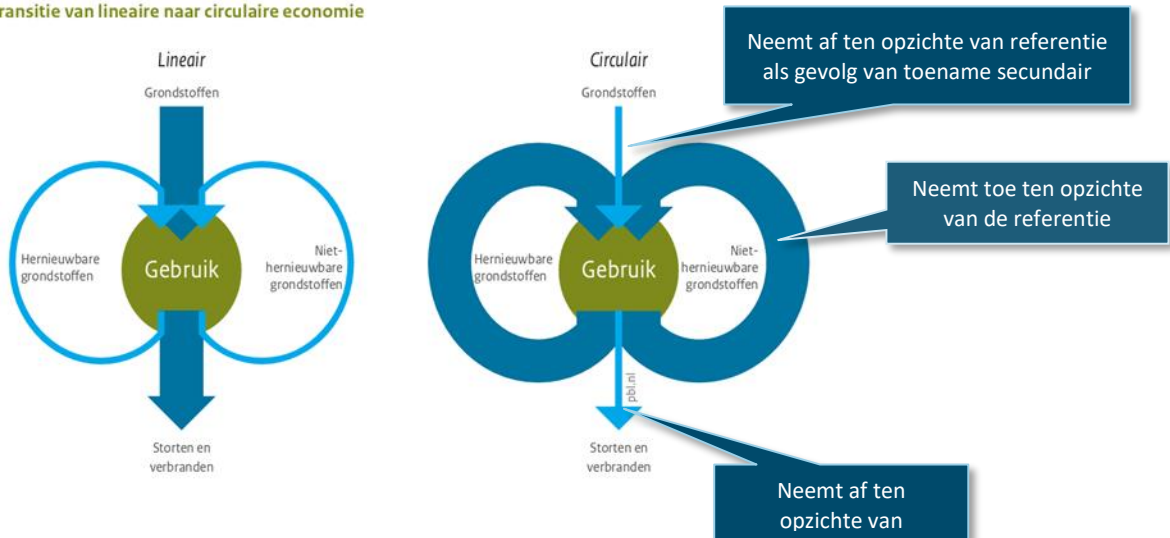 ransitie van lineaire naar circulaire economie
Lineair
Grondstoffen
Hernieuwbare
grondstoffen
Gebruik
Niet-
hernieuwbare
grondstoffen
Storten en
verbranden
Circulair
Grondstoffen
Hernieuwbare
grondstoffen
Gebruik
Niet-
hernieuwbare
grondstoffen
pbl.nl
Storten en
verbranden
Neemt af ten opzichte van referentie
als gevolg van toename secundair
Neemt toe ten opzichte
van de referentie
Neemt af ten
opzichte van